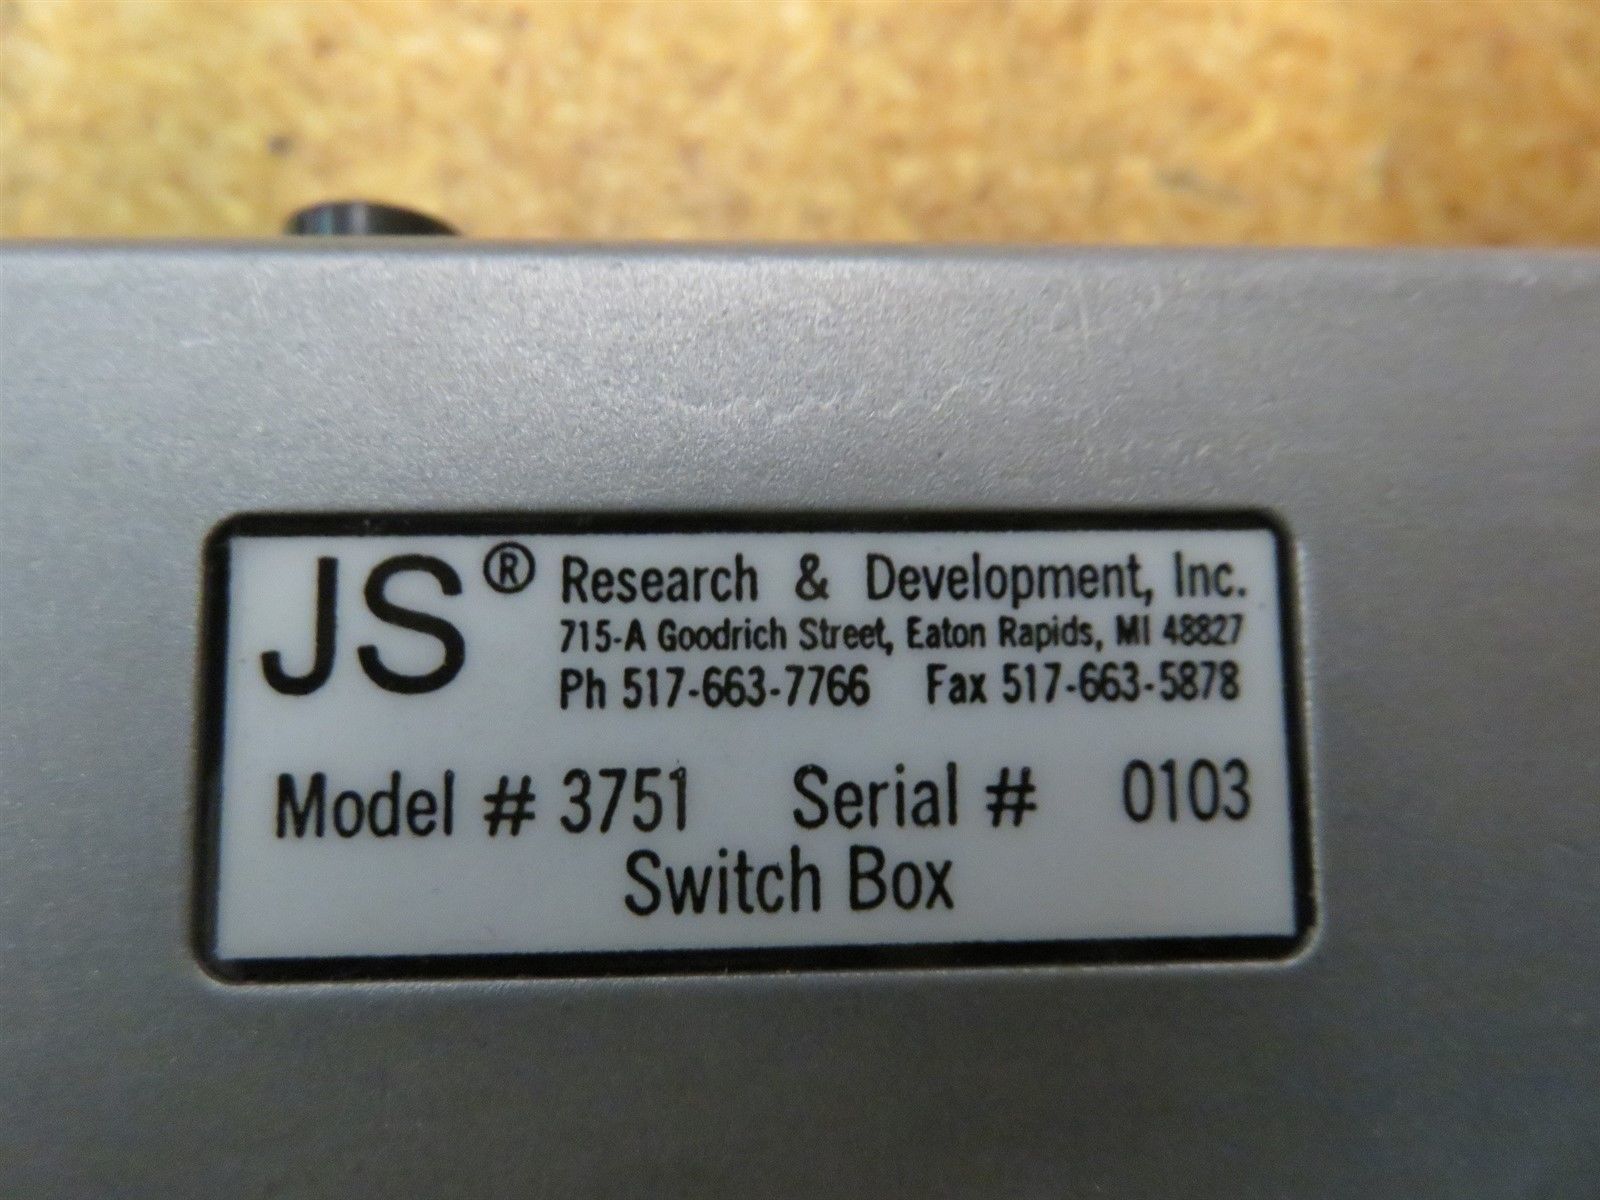 JS® Research & Development, Inc.
715-A Goodrich Street, Eaton Rapids, MI 48827
Ph 517-663-7766 Fax 517-663-5878
Model # 3751 Serial # 0103
Switch Box